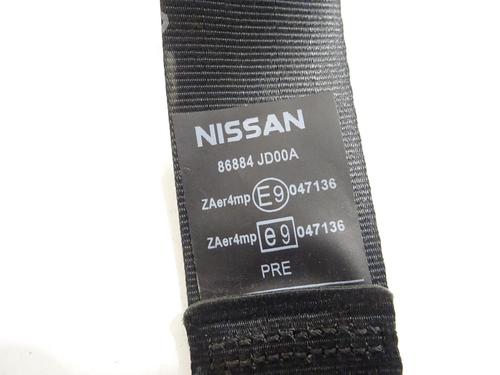 NISSAN
86884 JD00A
ZAer4mp E9 047136
ZAer4mp e9 047136
PRE